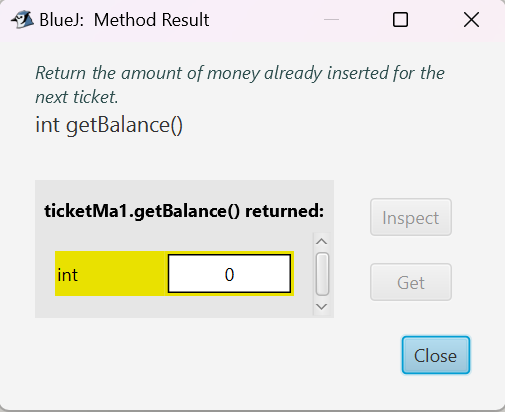 BlueJ: Method Result
Return the amount of money already inserted for the
next ticket.
int getBalance()
ticketMa1.getBalance() returned:
int 0
Inspect
Get
Close